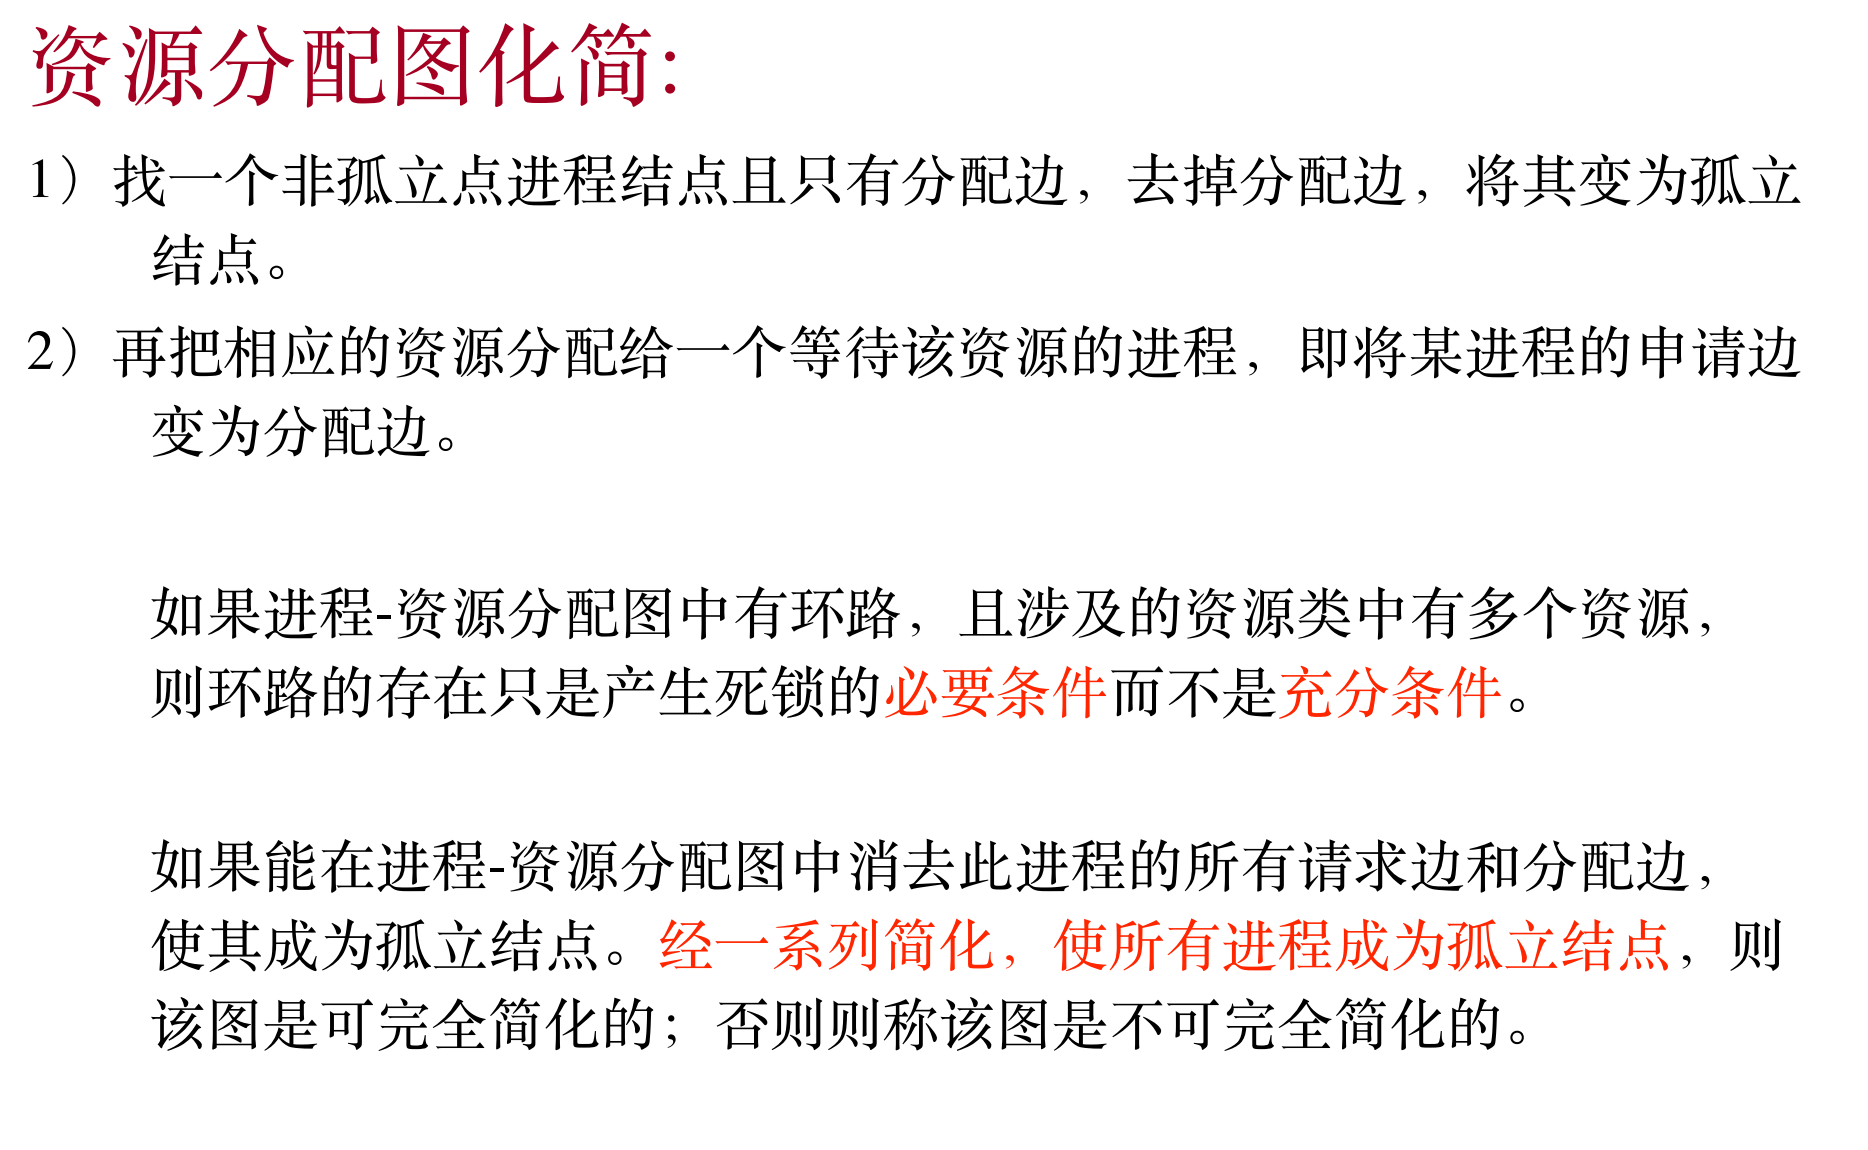 资源分配图化简:
1）找一个非孤立点进程结点且只有分配边，去掉分配边，将其变为孤立
结点。
2）再把相应的资源分配给一个等待该资源的进程，即将某进程的申请边
变为分配边。
如果进程-资源分配图中有环路，且涉及的资源类中有多个资源，
则环路的存在只是产生死锁的必要条件而不是充分条件。
如果能在进程-资源分配图中消去此进程的所有请求边和分配边，
使其成为孤立结点。经一系列简化，使所有进程成为孤立结点，则
该图是可完全简化的；否则则称该图是不可完全简化的。